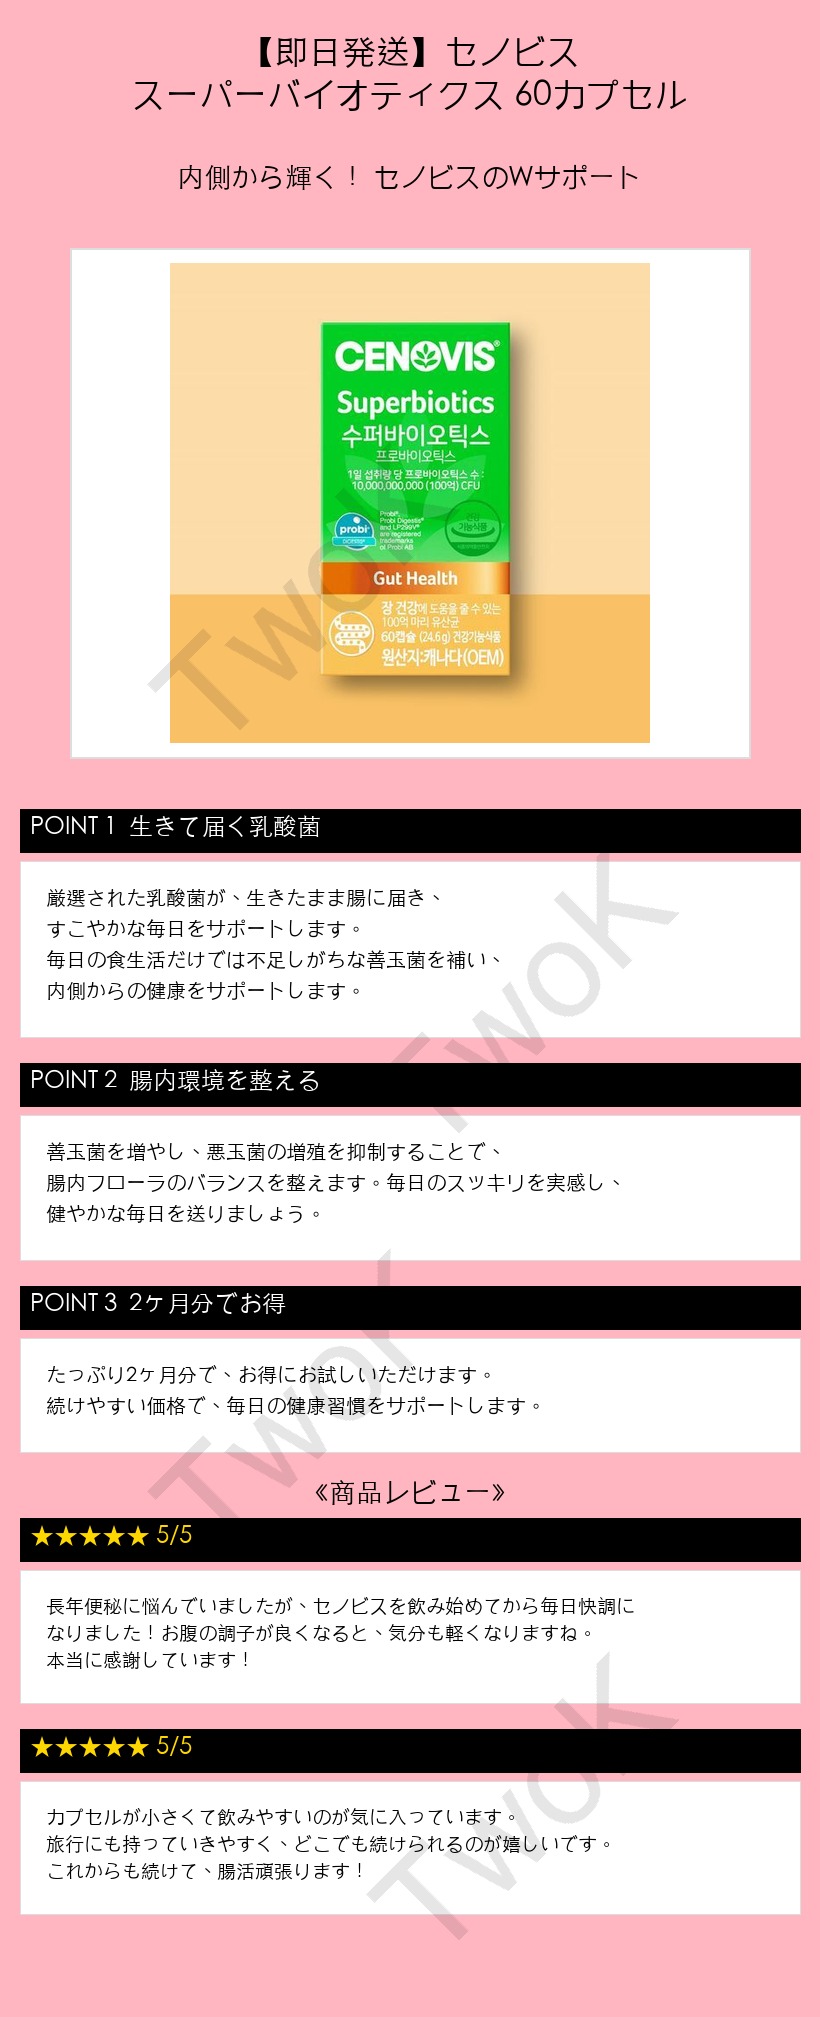 【即日発送】セノビス
スーパーバイオティクス 60カプセル
内側から輝く！ セノビスのWサポート
CENOVIS®
Superbiotics
수퍼바이오틱스
프로바이오틱스
1일 섭취량 당 프로바이오틱스 수 :
10,000,000,000 (100억) CFU
Probi®,
Probi Digestis®
and LP299V®
are registered
trademarks
of Probi AB
probi
건강
기능식품
Gut Health
장 건강에 도움을 줄 수 있는
100억 마리 유산균
60캡슐 (24.6g) 건강기능식품
원산지:캐나다(OEM)
TwoK
POINT 1 生きて届く乳酸菌
厳選された乳酸菌が、生きたまま腸に届き、
すこやかな毎日をサポートします。
毎日の食生活だけでは不足しがちな善玉菌を補い、
内側からの健康をサポートします。
TwoK
POINT 2 腸内環境を整える
善玉菌を増やし、悪玉菌の増殖を抑制することで、
腸内フローラのバランスを整えます。毎日のスッキリを実感し、
健やかな毎日を送りましょう。
POINT 3 2ヶ月分でお得
たっぷり2ヶ月分で、お得にお試しいただけます。
続けやすい価格で、毎日の健康習慣をサポートします。
TwoK
《商品レビュー》
★★★★★ 5/5
長年便秘に悩んでいましたが、セノビスを飲み始めてから毎日快調に
なりました！お腹の調子が良くなると、気分も軽くなりますね。
本当に感謝しています！
★★★★★ 5/5
カプセルが小さくて飲みやすいのが気に入っています。
旅行にも持っていきやすく、どこでも続けられるのが嬉しいです。
これからも続けて、腸活頑張ります！
TwoK